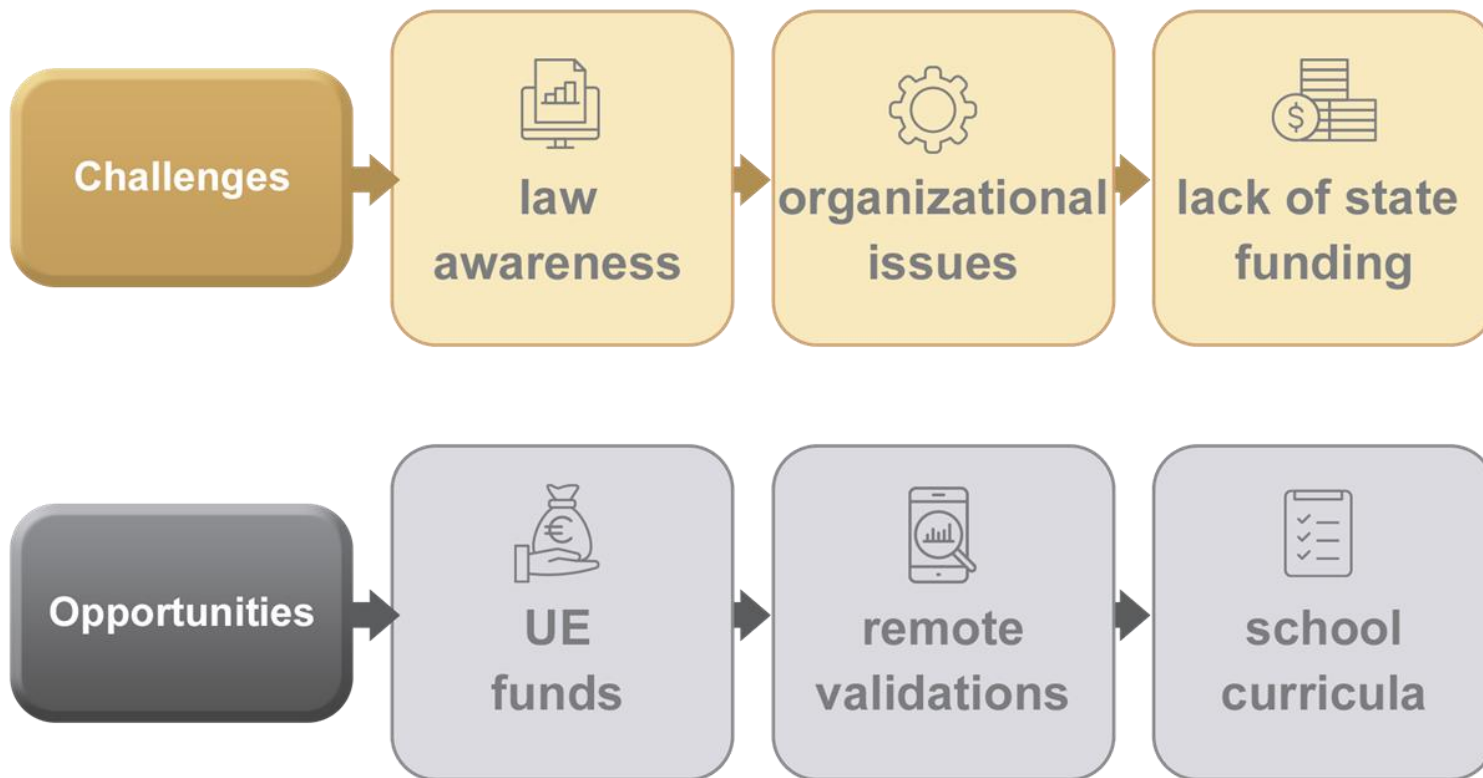 Challenges
law
awareness
organizational
issues
lack of state
funding
Opportunities
UE
funds
remote
validations
school
curricula